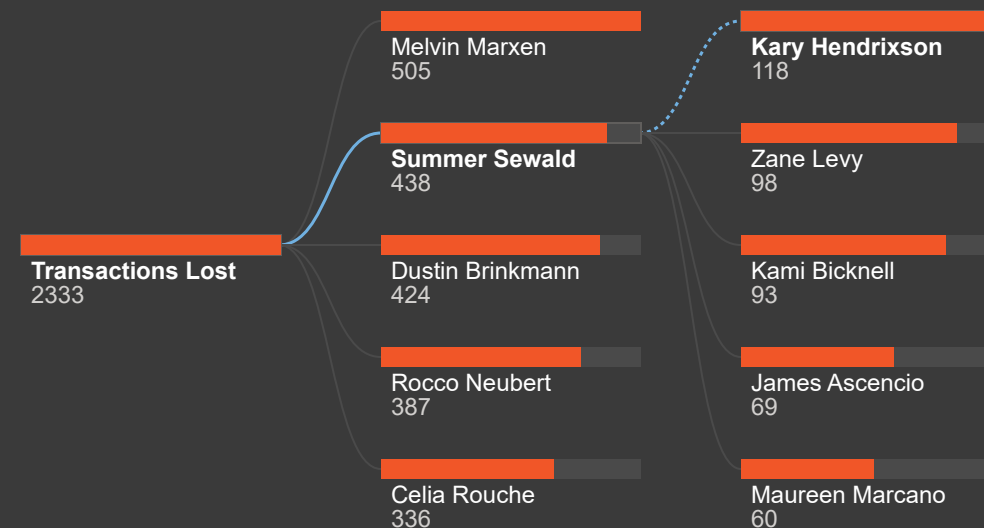 Transactions Lost
2333
Melvin Marxen
505
Summer Sewald
438
Dustin Brinkmann
424
Rocco Neubert
387
Celia Rouche
336
Kary Hendrixson
118
Zane Levy
98
Kami Bicknell
93
James Ascencio
69
Maureen Marcano
60